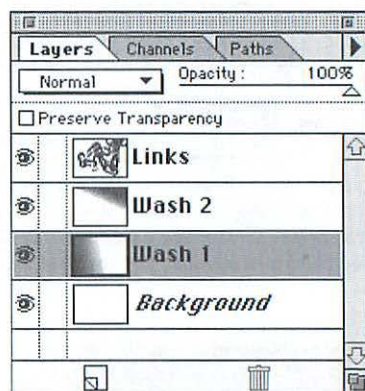 Layers Channels Paths
Normal Opacity: 100%
Preserve Transparency
Links
Wash 2
Wash 1
Background